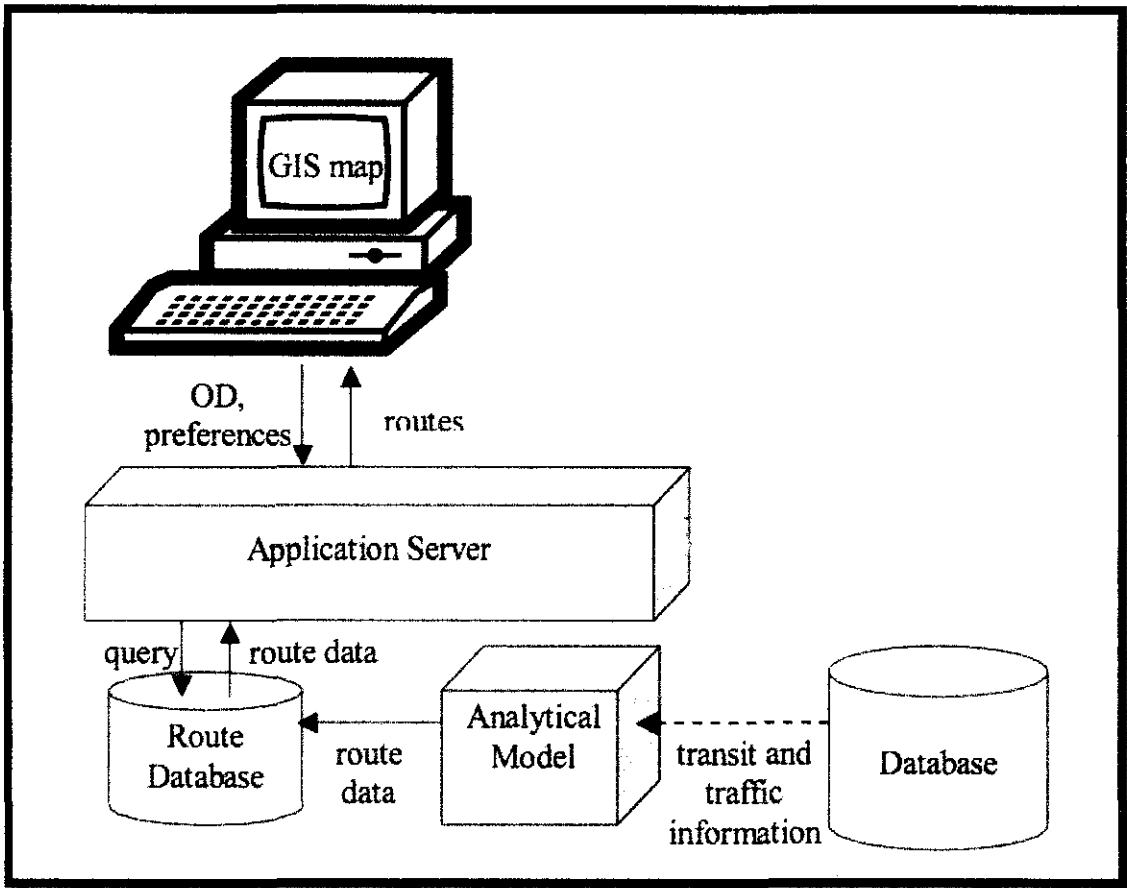 GIS map
OD,
preferences
routes
Application Server
query
route data
Route
Database
route
data
Analytical
Model
transit and
traffic
information
Database